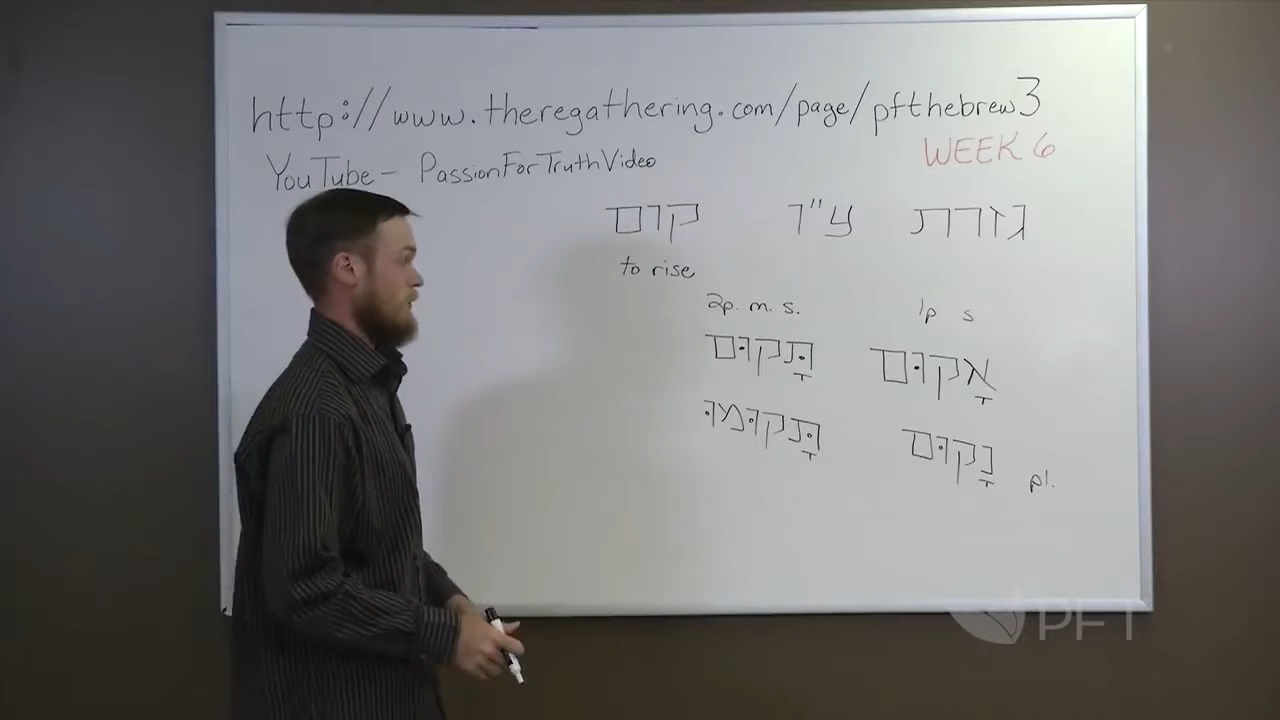 http://www.theregathering.com/page/pfthebrew3
WEEK 6
YouTube- PassionForTruthVideo
גזרת ע"ו קום
to rise
1p s 2p. m. s.
אָקוּם תָּקוּם
נָקוּם תָּקוּמוּ
pl.
PFT